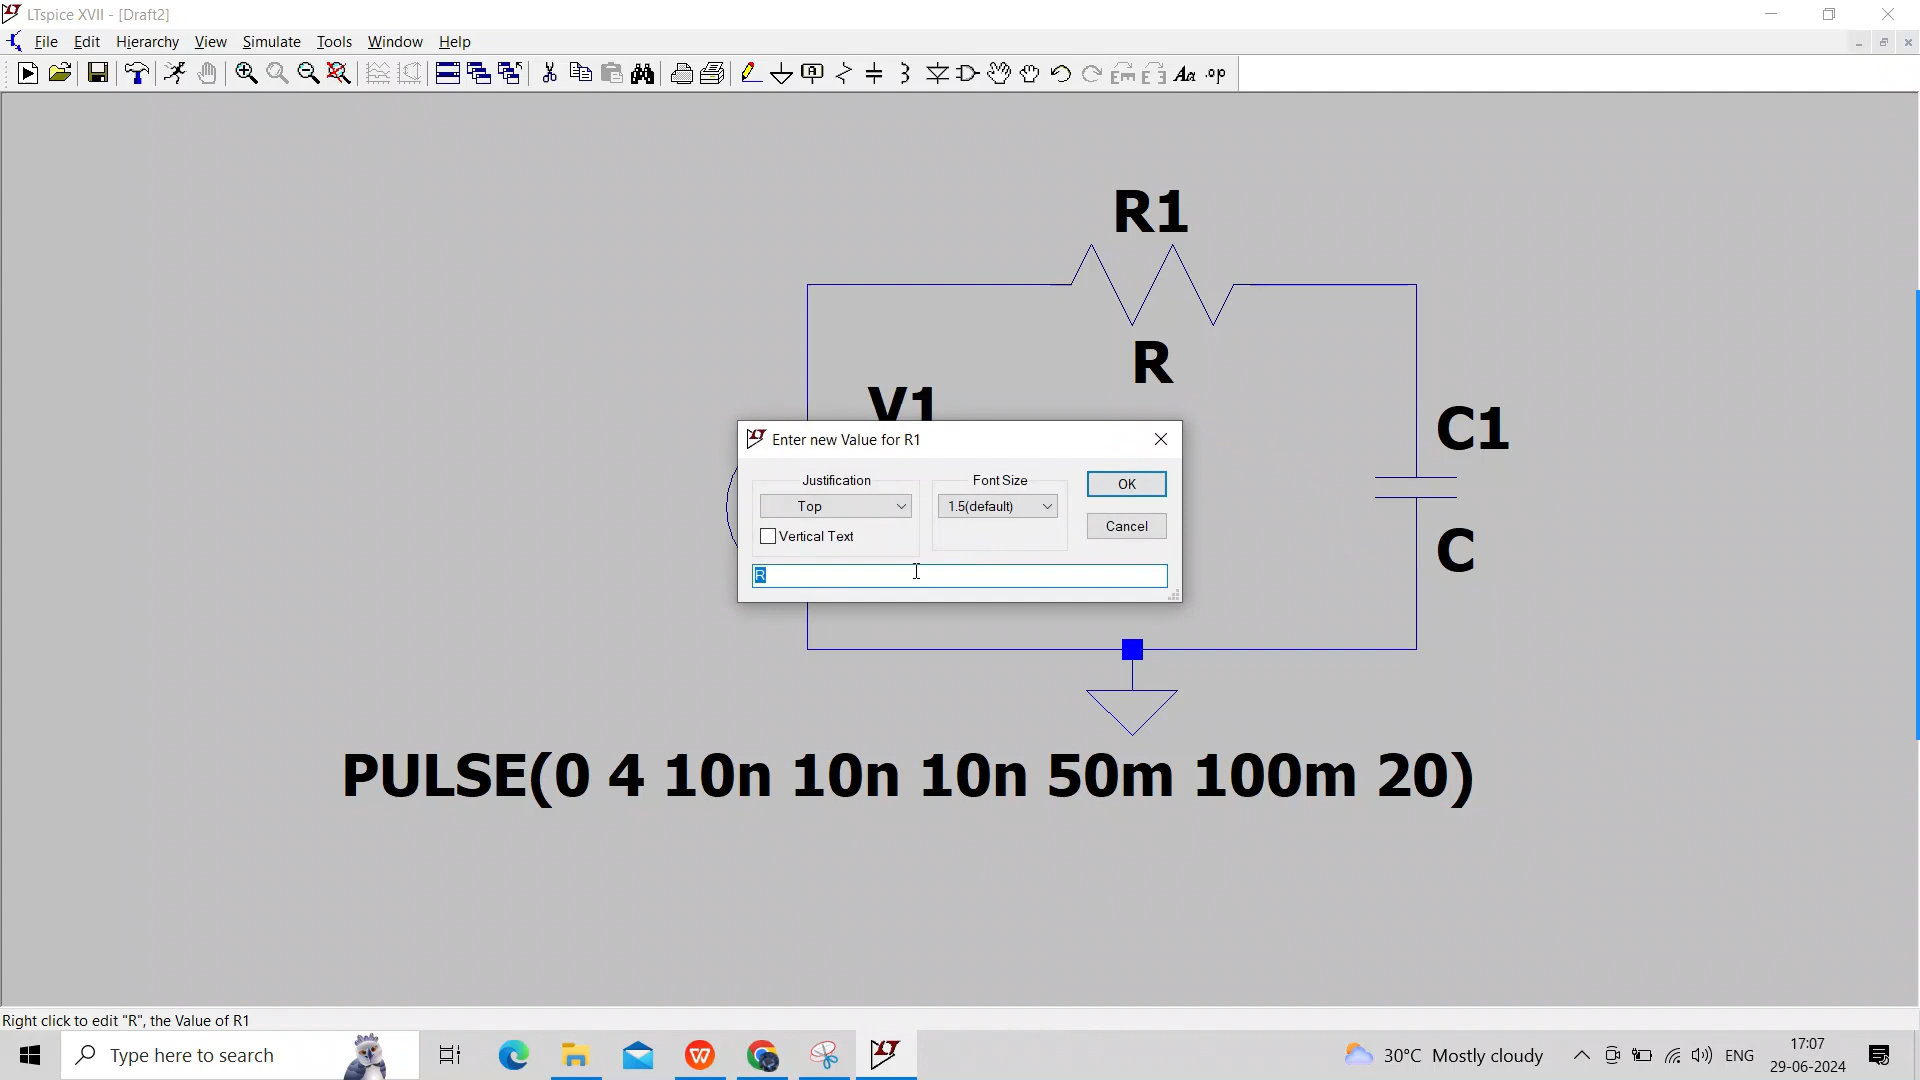 LTspice XVII - [Draft2]
File Edit Hierarchy View Simulate Tools Window Help
Aa .op
R1
R
V1
C1
C
Enter new Value for R1
Justification
Font Size
OK
Top
1.5(default)
Cancel
Vertical Text
R
PULSE(0 4 10n 10n 10n 50m 100m 20)
Right click to edit "R", the Value of R1
Type here to search
30°C Mostly cloudy
ENG
17:07
29-06-2024